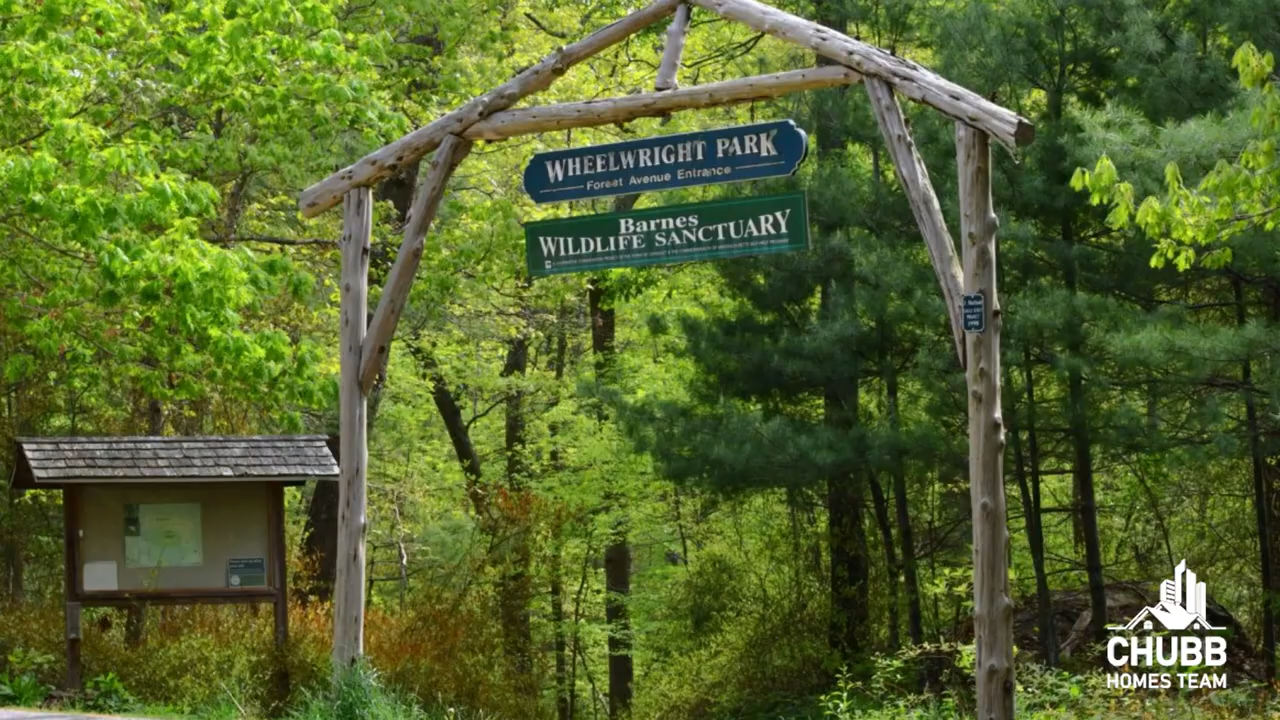 WHEELWRIGHT PARK
Forest Avenue Entrance
Barnes
WILDLIFE SANCTUARY
CHUBB
HOMES TEAM